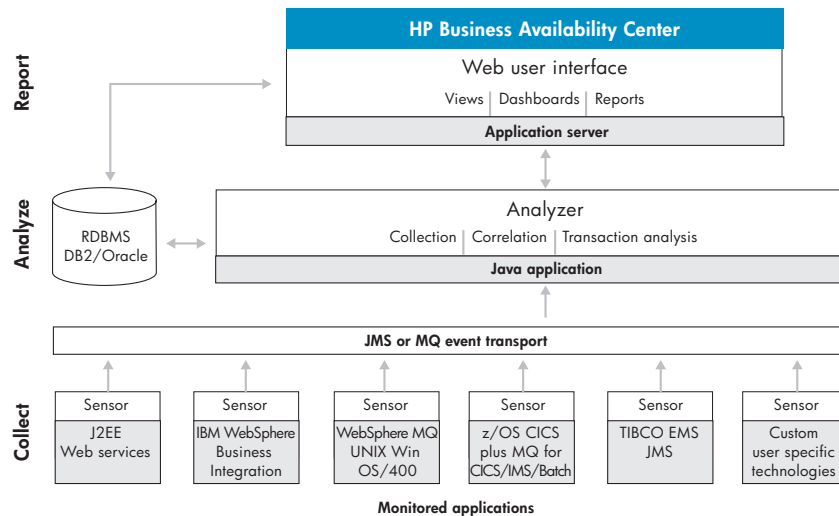 HP Business Availability Center
Report
Web user interface
Views
Dashboards
Reports
Application server
Analyze
RDBMS
DB2/Oracle
Analyzer
Collection
Correlation
Transaction analysis
Java application
JMS or MQ event transport
Collect
Sensor
J2EE
Web services
Sensor
IBM WebSphere
Business
Integration
Sensor
WebSphere MQ
UNIX Win
OS/400
Sensor
z/OS CICS
plus MQ for
CICS/IMS/Batch
Sensor
TIBCO EMS
JMS
Sensor
Custom
user specific
technologies
Monitored applications